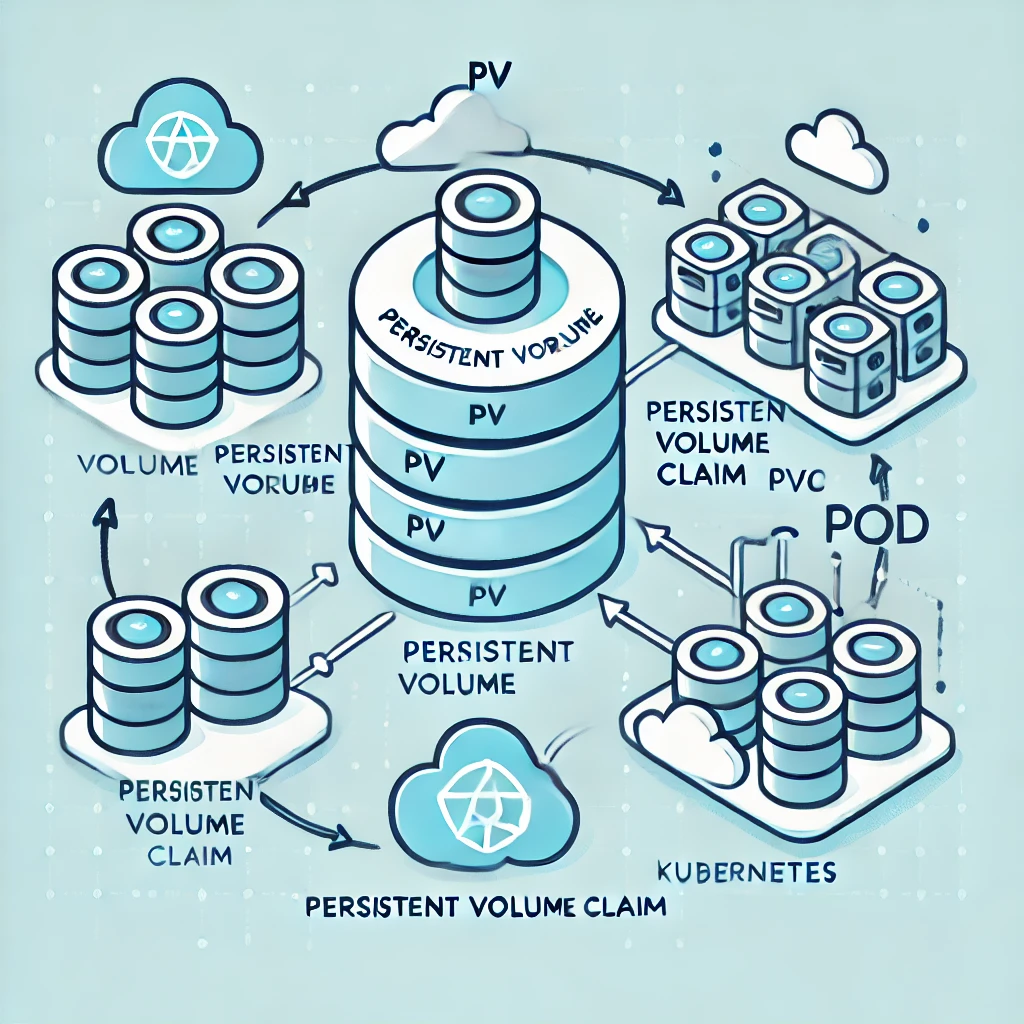 PV
PERSISTENT VORUME
PV
PV
PV
PV
VOLUME
PERSISTENT
VORUBE
PERSISTEN
VOLUME
CLAIM PVC
POD
PERSISTENT
VOLUME
PERSISTEN
VOLUME
CLAIM
KUBERNETES
PERSISTENT VOLUME CLAIM